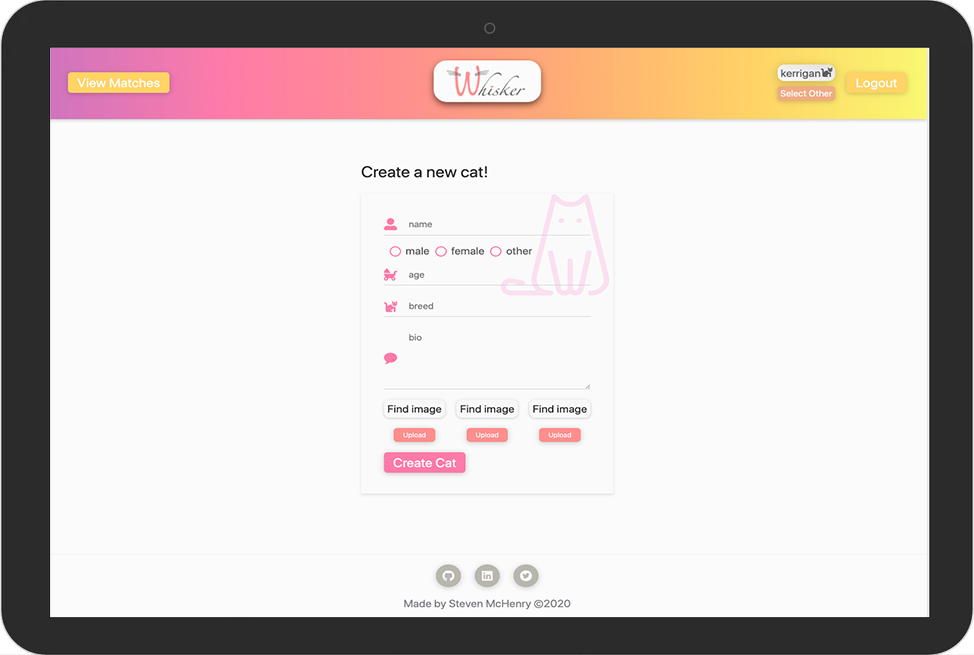 View Matches
Whisker
kerrigan
Select Other
Logout
Create a new cat!
name
male female other
age
breed
bio
Find image Find image Find image
Upload Upload Upload
Create Cat
in
Made by Steven McHenry ©2020